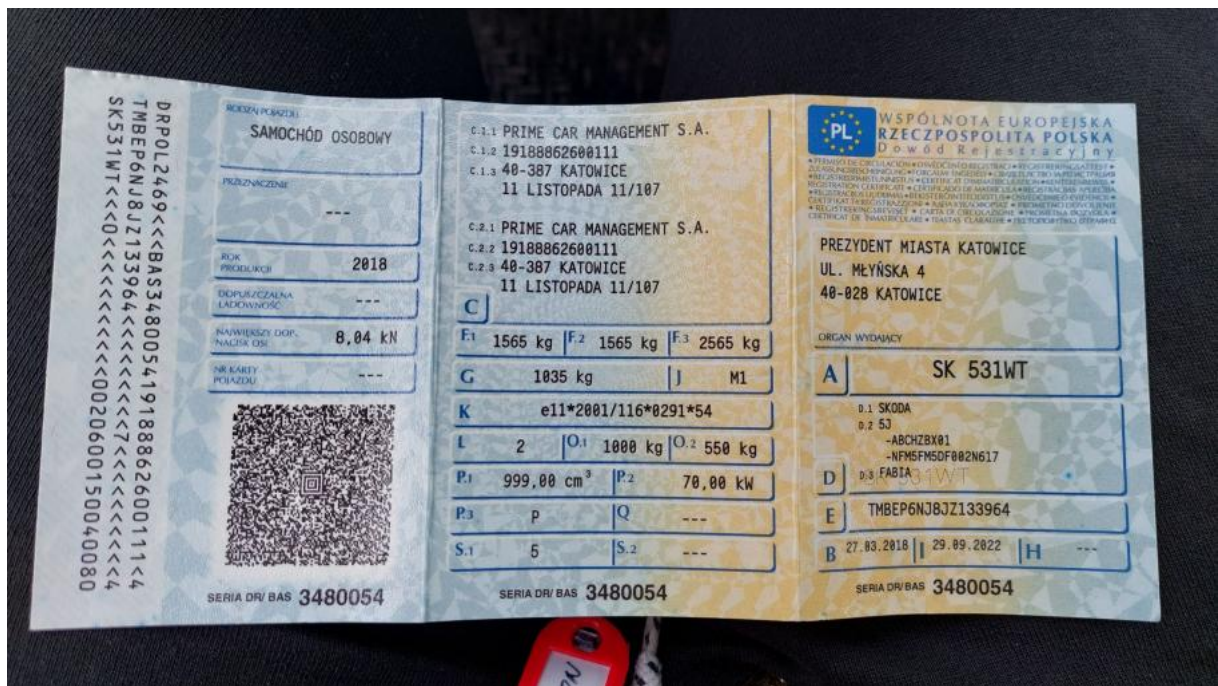 DRPOL2469<<<BAS348005419188862600111<4
TMBEP6NJ8JZ133964<<<<<<<<7<<<<<<<<<<4
SK531WT<<<0<<<<<<<<<<<002060015004 0080
RODZAJ POJAZDU
SAMOCHÓD OSOBOWY
PRZEZNACZENIE
---
ROK PRODUKCJI 2018
DOPUSZCZALNA ŁADOWNOŚĆ ---
NAJWIĘKSZY DOP. NACISK OSI 8,04 kN
NR KARTY POJAZDU ---
SERIA DR/ BAS 3480054
C.1.1 PRIME CAR MANAGEMENT S.A.
C.1.2 19188862600111
C.1.3 40-387 KATOWICE
11 LISTOPADA 11/107
C.2.1 PRIME CAR MANAGEMENT S.A.
C.2.2 19188862600111
C.2.3 40-387 KATOWICE
11 LISTOPADA 11/107
C
F.1 1565 kg F.2 1565 kg F.3 2565 kg
G 1035 kg J M1
K e11*2001/116*0291*54
L 2 O.1 1000 kg O.2 550 kg
P.1 999,00 cm³ P.2 70,00 kW
P.3 P Q ---
S.1 5 S.2 ---
SERIA DR/ BAS 3480054
PL
WSPÓLNOTA EUROPEJSKA
RZECZPOSPOLITA POLSKA
Dowód Rejestracyjny
PREZYDENT MIASTA KATOWICE
UL. MŁYŃSKA 4
40-028 KATOWICE
ORGAN WYDAJĄCY
A SK 531WT
D.1 SKODA
D.2 5J
-ABCHZBX01
-NFM5FM5DF002N617
D D.3 FABIA
SK 531WT
E TMBEP6NJ8JZ133964
B 27.03.2018 I 29.09.2022 H ---
SERIA DR/ BAS 3480054